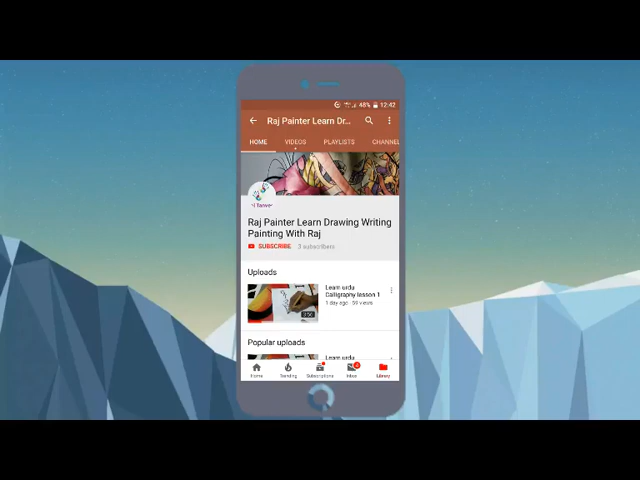 48% 12:42
Raj Painter Learn Dr...
HOME VIDEOS PLAYLISTS CHANNEL
Raj Painter Learn Drawing Writing
Painting With Raj
SUBSCRIBE 3 subscribers
Uploads
Learn urdu
Calligraphy lesson 1
1 day ago · 59 views
Popular uploads
Learn urdu
Home Trending Subscriptions Inbox Library